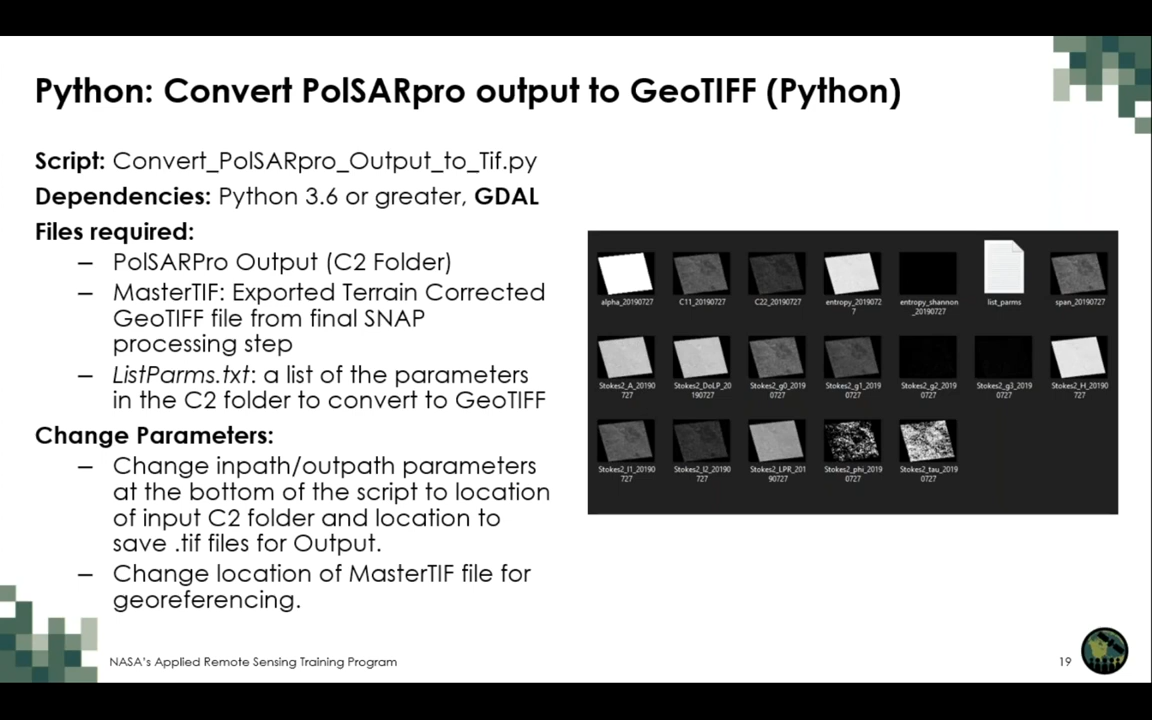 Python: Convert PolSARpro output to GeoTIFF (Python)
Script: Convert_PolSARpro_Output_to_Tif.py
Dependencies: Python 3.6 or greater, GDAL
Files required:
– PolSARPro Output (C2 Folder)
– MasterTIF: Exported Terrain Corrected
GeoTIFF file from final SNAP
processing step
– ListParms.txt: a list of the parameters
in the C2 folder to convert to GeoTIFF
Change Parameters:
– Change inpath/outpath parameters
at the bottom of the script to location
of input C2 folder and location to
save .tif files for Output.
– Change location of MasterTIF file for
georeferencing.
alpha_20190727
C11_20190727
C22_20190727
entropy_2019072
7
entropy_shannon
_20190727
list_parms
span_20190727
Stokes2_A_20190
727
Stokes2_DoLP_20
190727
Stokes2_g0_2019
0727
Stokes2_g1_2019
0727
Stokes2_g2_2019
0727
Stokes2_g3_2019
0727
Stokes2_H_20190
727
Stokes2_l1_20190
727
Stokes2_l2_20190
727
Stokes2_LPR_201
90727
Stokes2_phi_2019
0727
Stokes2_tau_2019
0727
NASA's Applied Remote Sensing Training Program
19